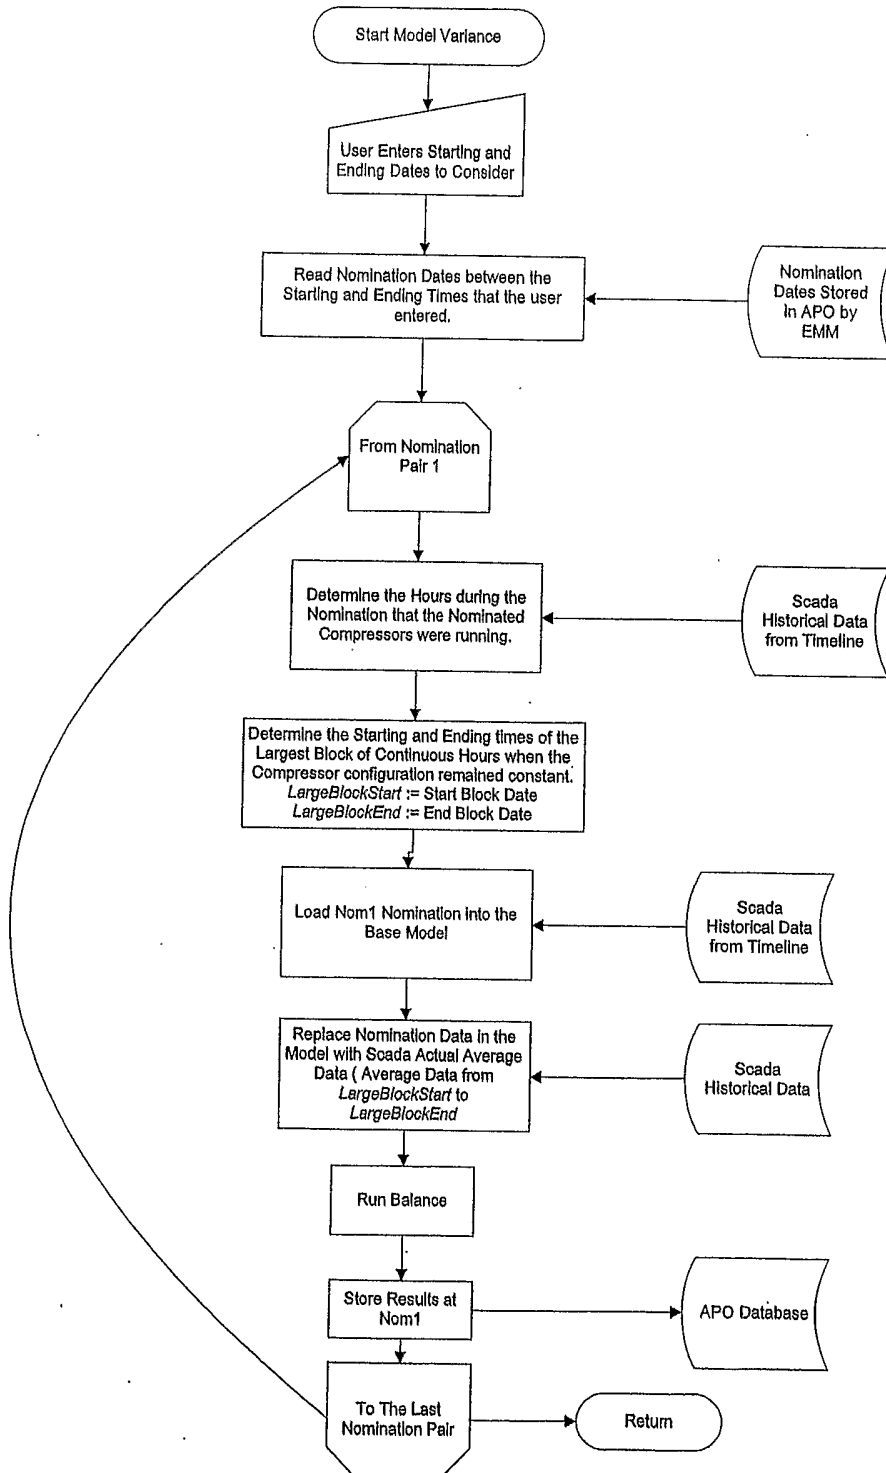 Start Model Variance
User Enters Starting and
Ending Dates to Consider
Read Nomination Dates between the
Starting and Ending Times that the user
entered.
Nomination
Dates Stored
in APO by
EMM
From Nomination
Pair 1
Determine the Hours during the
Nomination that the Nominated
Compressors were running.
Scada
Historical Data
from Timeline
Determine the Starting and Ending times of the
Largest Block of Continuous Hours when the
Compressor configuration remained constant.
LargeBlockStart := Start Block Date
LargeBlockEnd := End Block Date
Load Nom1 Nomination into the
Base Model
Scada
Historical Data
from Timeline
Replace Nomination Data in the
Model with Scada Actual Average
Data ( Average Data from
LargeBlockStart to
LargeBlockEnd
Scada
Historical Data
Run Balance
Store Results at
Nom1
APO Database
To The Last
Nomination Pair
Return